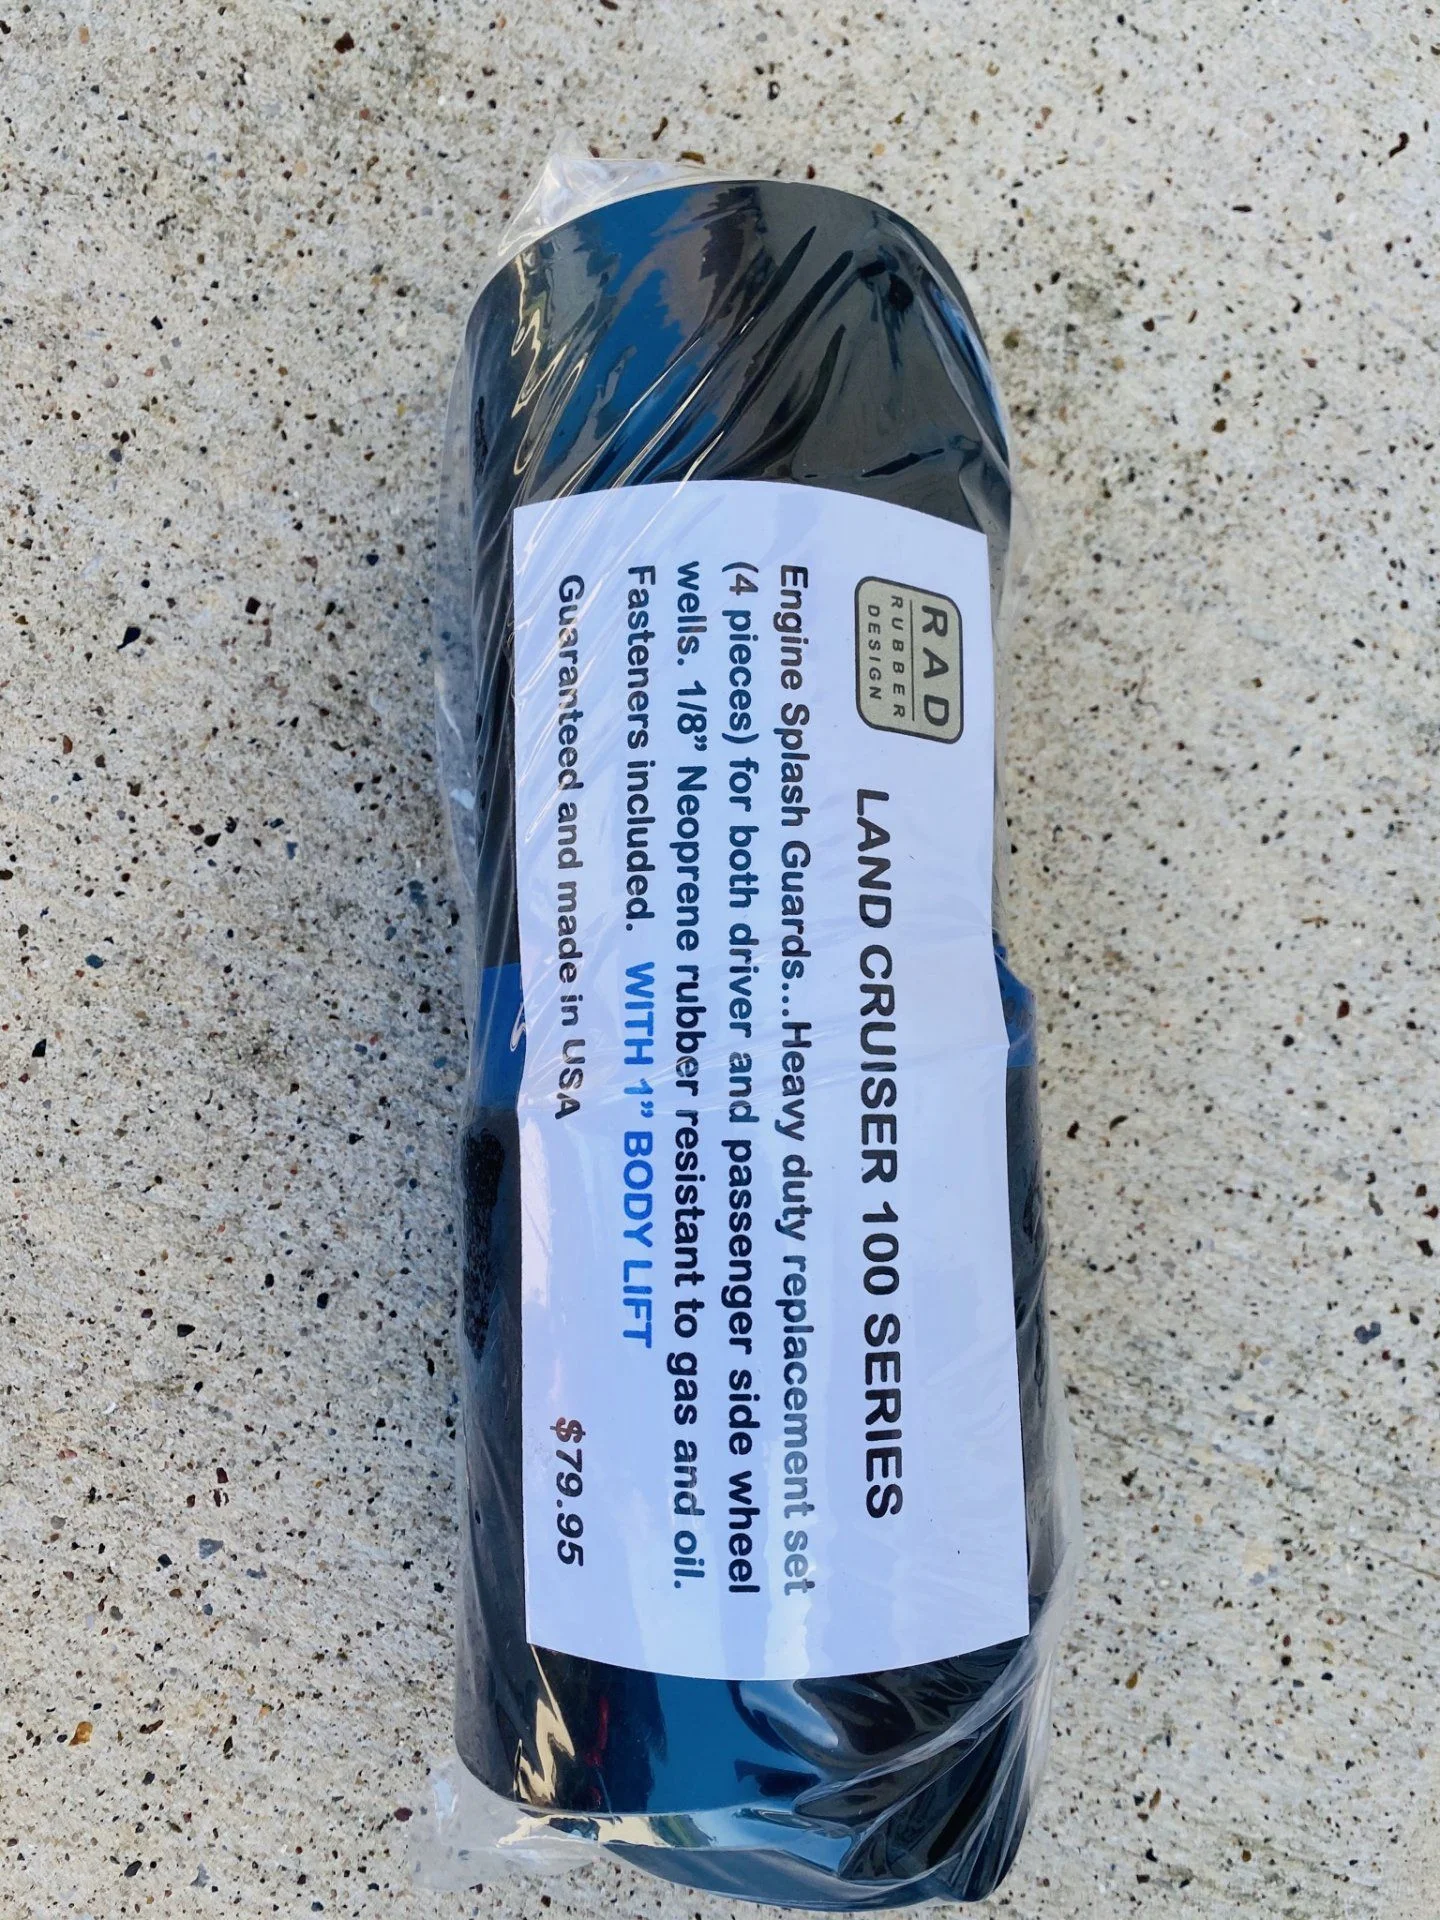 RAD
RUBBER
DESIGN
LAND CRUISER 100 SERIES
Engine Splash Guards...Heavy duty replacement set
(4 pieces) for both driver and passenger side wheel
wells. 1/8” Neoprene rubber resistant to gas and oil.
Fasteners included. WITH 1” BODY LIFT
Guaranteed and made in USA $79.95